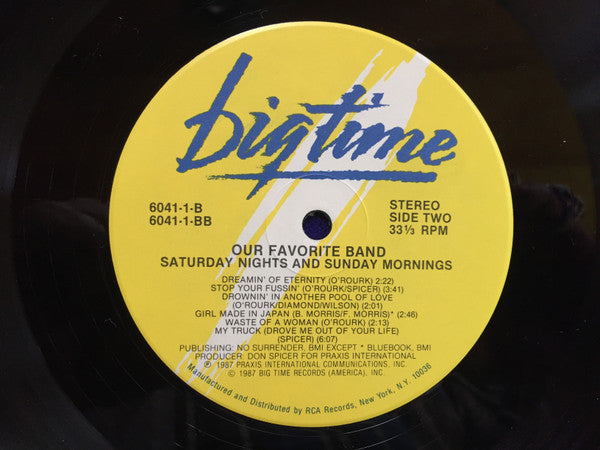 bigtime
6041-1-B
6041-1-BB
STEREO
SIDE TWO
33⅓ RPM
OUR FAVORITE BAND
SATURDAY NIGHTS AND SUNDAY MORNINGS
DREAMIN' OF ETERNITY (O'ROURK) 2:22
STOP YOUR FUSSIN' (O'ROURK/SPICER) 3:41
DROWNIN' IN ANOTHER POOL OF LOVE
(O'ROURK/DIAMOND/WILSON) 2:01
GIRL MADE IN JAPAN (B. MORRIS/F. MORRIS)* 2:46
WASTE OF A WOMAN (O'ROURK) 2:13
MY TRUCK (DROVE ME OUT OF YOUR LIFE)
(SPICER) 6:07
PUBLISHING: NO SURRENDER, BMI EXCEPT * BLUEBOOK, BMI
PRODUCER: DON SPICER FOR PRAXIS INTERNATIONAL
℗ 1987 PRAXIS INTERNATIONAL COMMUNICATIONS, INC.
© 1987 BIG TIME RECORDS (AMERICA), INC.
Manufactured and Distributed by RCA Records, New York, N.Y. 10036